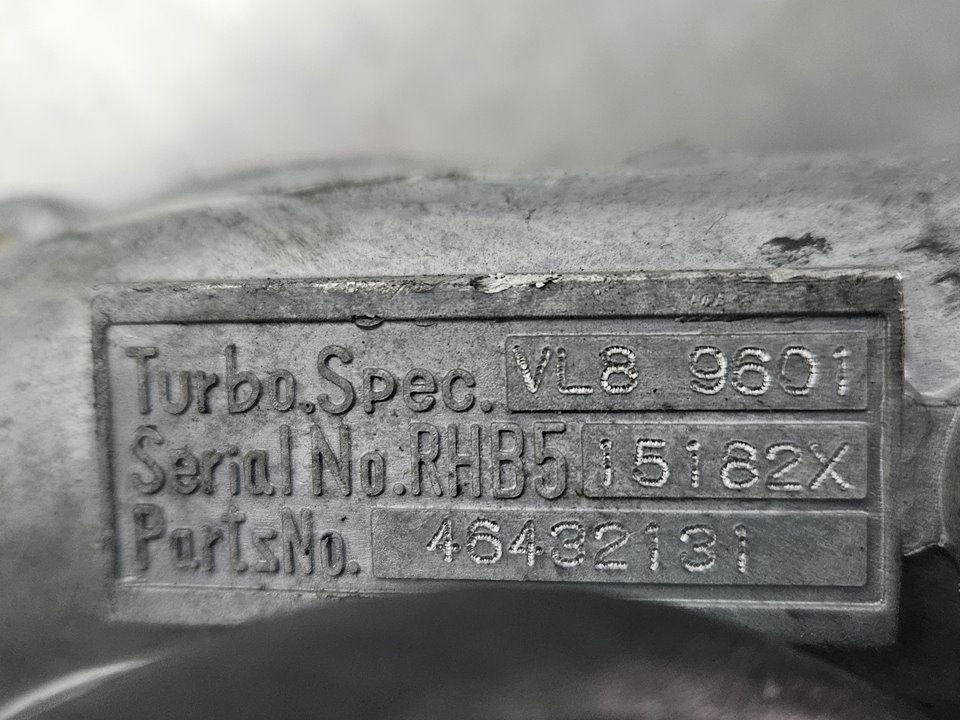 Turbo.Spec. VL8 9601
Serial No.RHB5 15182X
PartsNo. 46432131